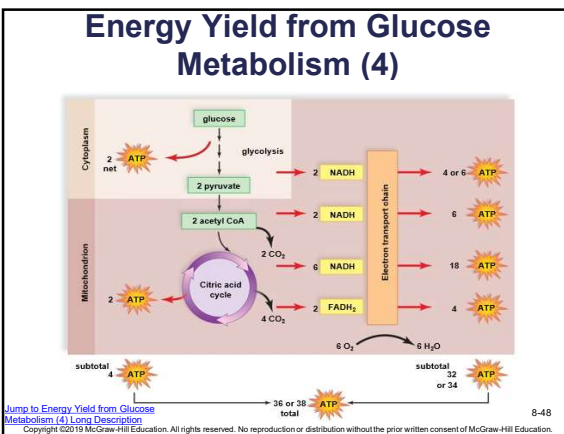 Energy Yield from Glucose
Metabolism (4)
Cytoplasm
glucose
glycolysis
2
net
ATP
2 pyruvate
2
NADH
4 or 6
ATP
Mitochondrion
2 acetyl CoA
2
NADH
6
ATP
2 CO₂
Electron transport chain
Citric acid
cycle
6
NADH
18
ATP
2
ATP
4 CO₂
2
FADH₂
4
ATP
6 O₂
6 H₂O
subtotal
4
ATP
subtotal
32
or 34
ATP
36 or 38
total
ATP
Jump to Energy Yield from Glucose
Metabolism (4) Long Description
8-48
Copyright ©2019 McGraw-Hill Education. All rights reserved. No reproduction or distribution without the prior written consent of McGraw-Hill Education.